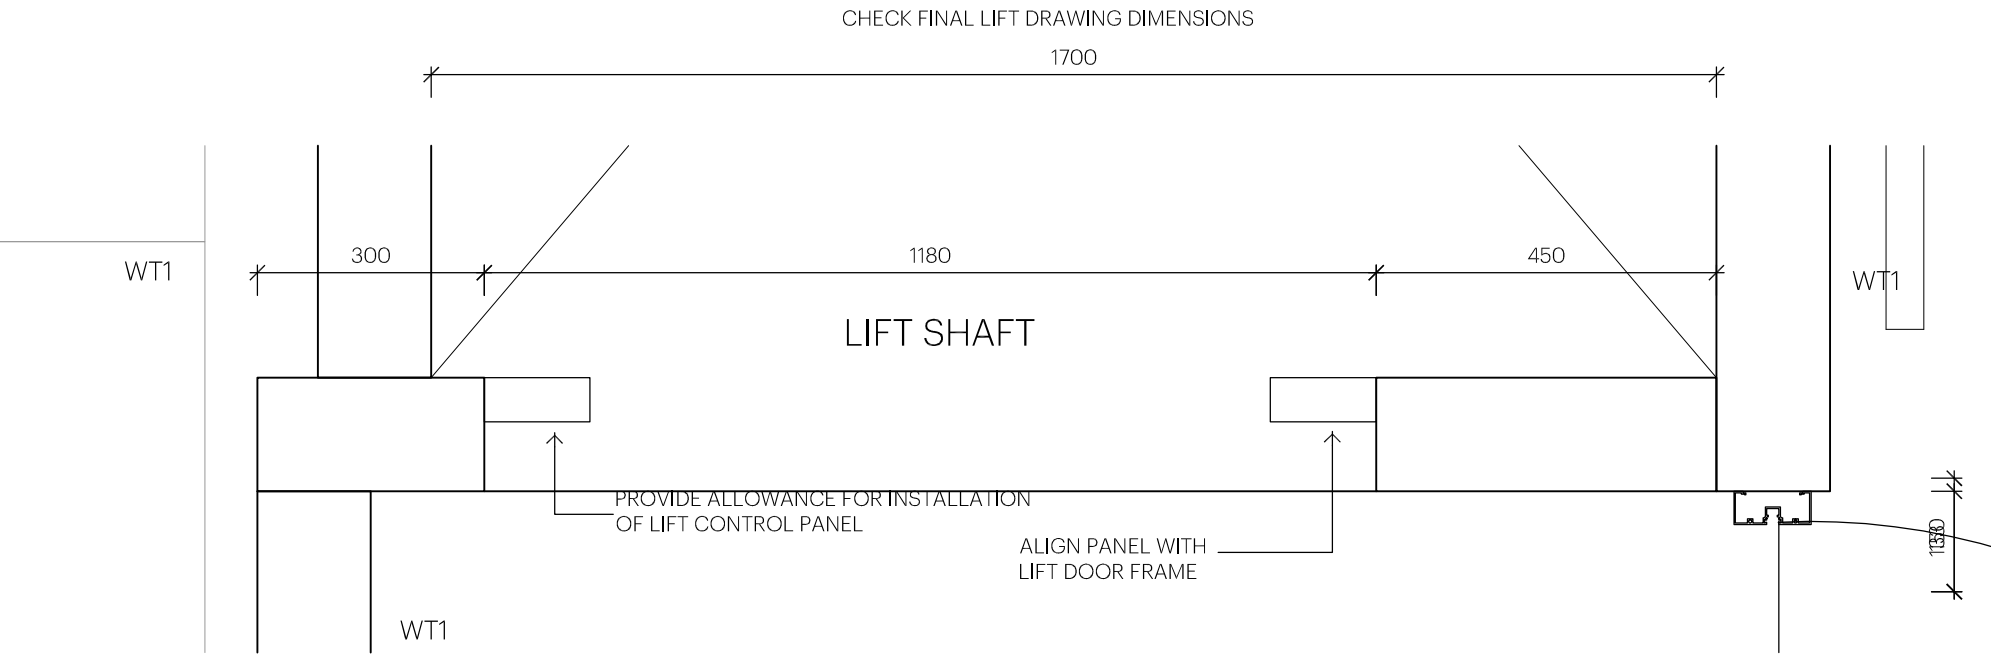 CHECK FINAL LIFT DRAWING DIMENSIONS
1700
300
1180
450
WT1
WT1
LIFT SHAFT
PROVIDE ALLOWANCE FOR INSTALLATION
OF LIFT CONTROL PANEL
ALIGN PANEL WITH
LIFT DOOR FRAME
WT1